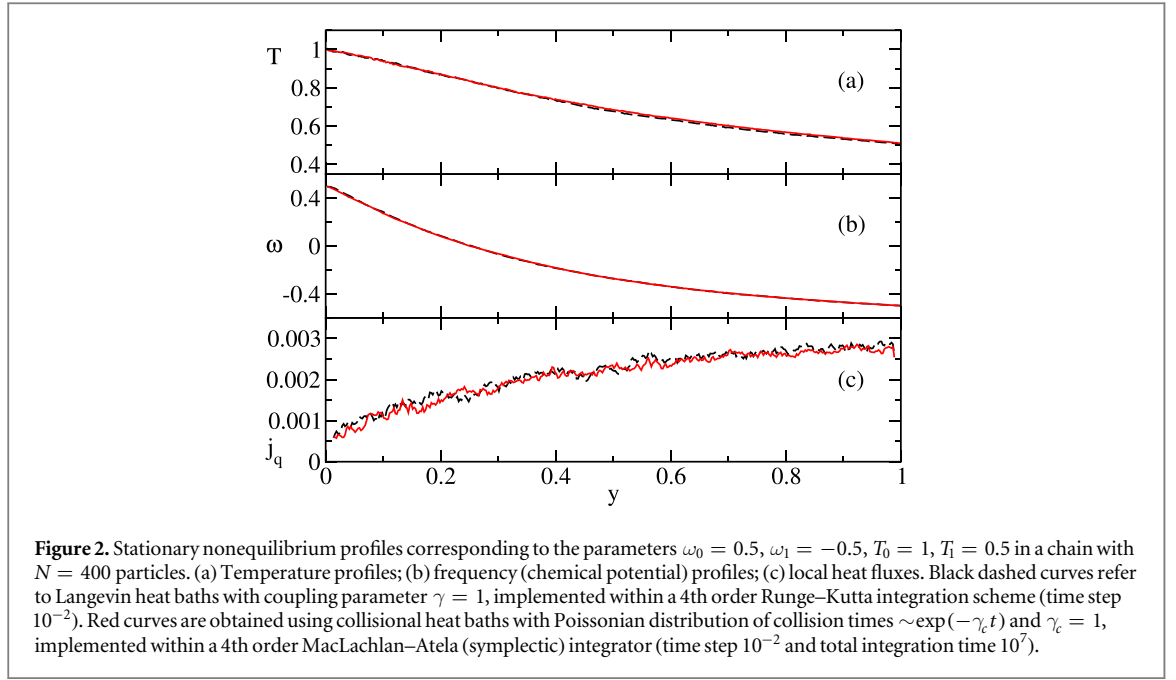 T
1
0.8
0.6
0.4
(a)
ω
0.4
0
-0.4
(b)
0.003
0.002
0.001
0
j_q
(c)
0 0.2 0.4 0.6 0.8 1
y
Figure 2. Stationary nonequilibrium profiles corresponding to the parameters ω₀ = 0.5, ω₁ = −0.5, T₀ = 1, T₁ = 0.5 in a chain with
N = 400 particles. (a) Temperature profiles; (b) frequency (chemical potential) profiles; (c) local heat fluxes. Black dashed curves refer
to Langevin heat baths with coupling parameter γ = 1, implemented within a 4th order Runge–Kutta integration scheme (time step
10⁻²). Red curves are obtained using collisional heat baths with Poissonian distribution of collision times ~exp(−γ_c t) and γ_c = 1,
implemented within a 4th order MacLachlan–Atela (symplectic) integrator (time step 10⁻² and total integration time 10⁷).